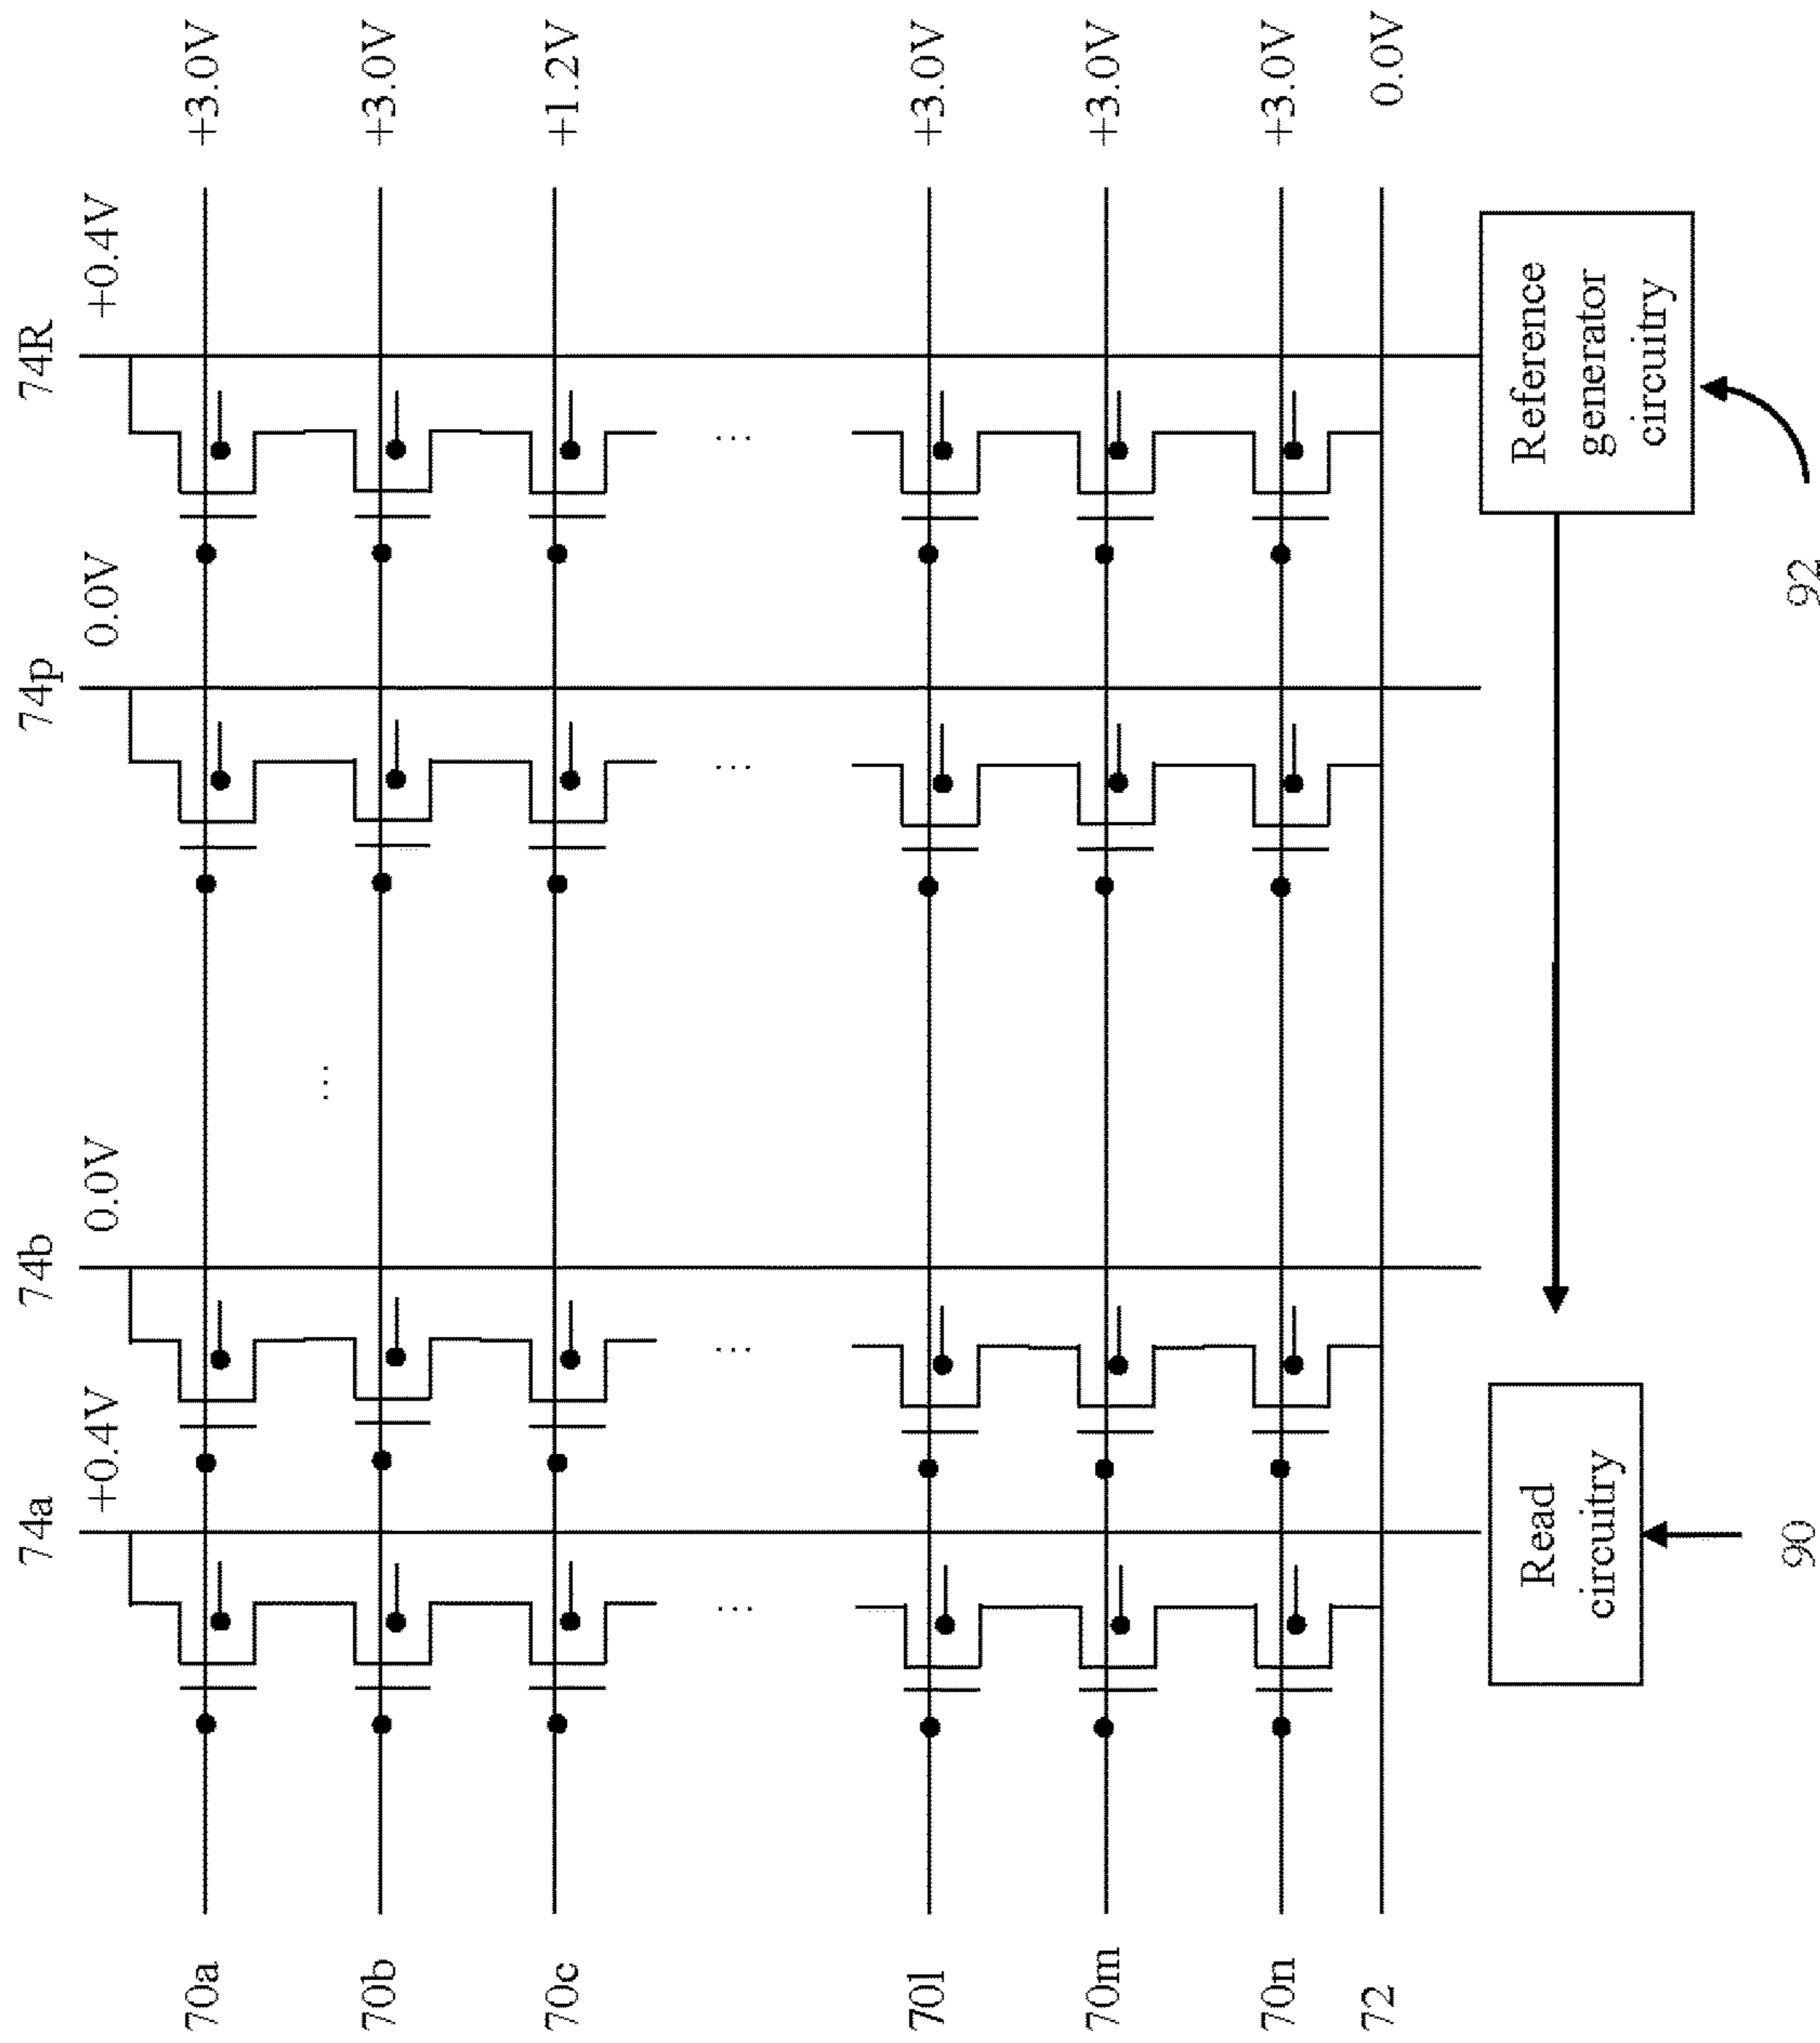 74a
74b
74p
74R
+0.4V
0.0V
0.0V
+0.4V
70a
+3.0V
70b
+3.0V
...
70c
+1.2V
...
...
...
...
70l
+3.0V
70m
+3.0V
70n
+3.0V
72
0.0V
Read
circuitry
Reference
generator
circuitry
90
92